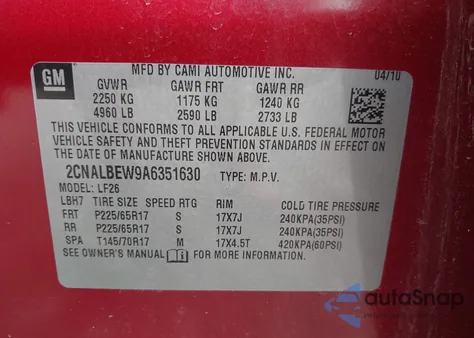 GM
MFD BY CAMI AUTOMOTIVE INC. 04/10
GVWR GAWR FRT GAWR RR
2250 KG 1175 KG 1240 KG
4960 LB 2590 LB 2733 LB
THIS VEHICLE CONFORMS TO ALL APPLICABLE U.S. FEDERAL MOTOR
VEHICLE SAFETY AND THEFT PREVENTION STANDARDS IN EFFECT ON
THE DATE OF MANUFACTURE SHOWN ABOVE.
2CNALBEW9A6351630 TYPE: M.P.V.
MODEL: LF26
LBH7 TIRE SIZE SPEED RTG RIM COLD TIRE PRESSURE
FRT P225/65R17 S 17X7J 240KPA(35PSI)
RR P225/65R17 S 17X7J 240KPA(35PSI)
SPA T145/70R17 M 17X4.5T 420KPA(60PSI)
SEE OWNER'S MANUAL FOR MORE INFORMATION.
autoSnap